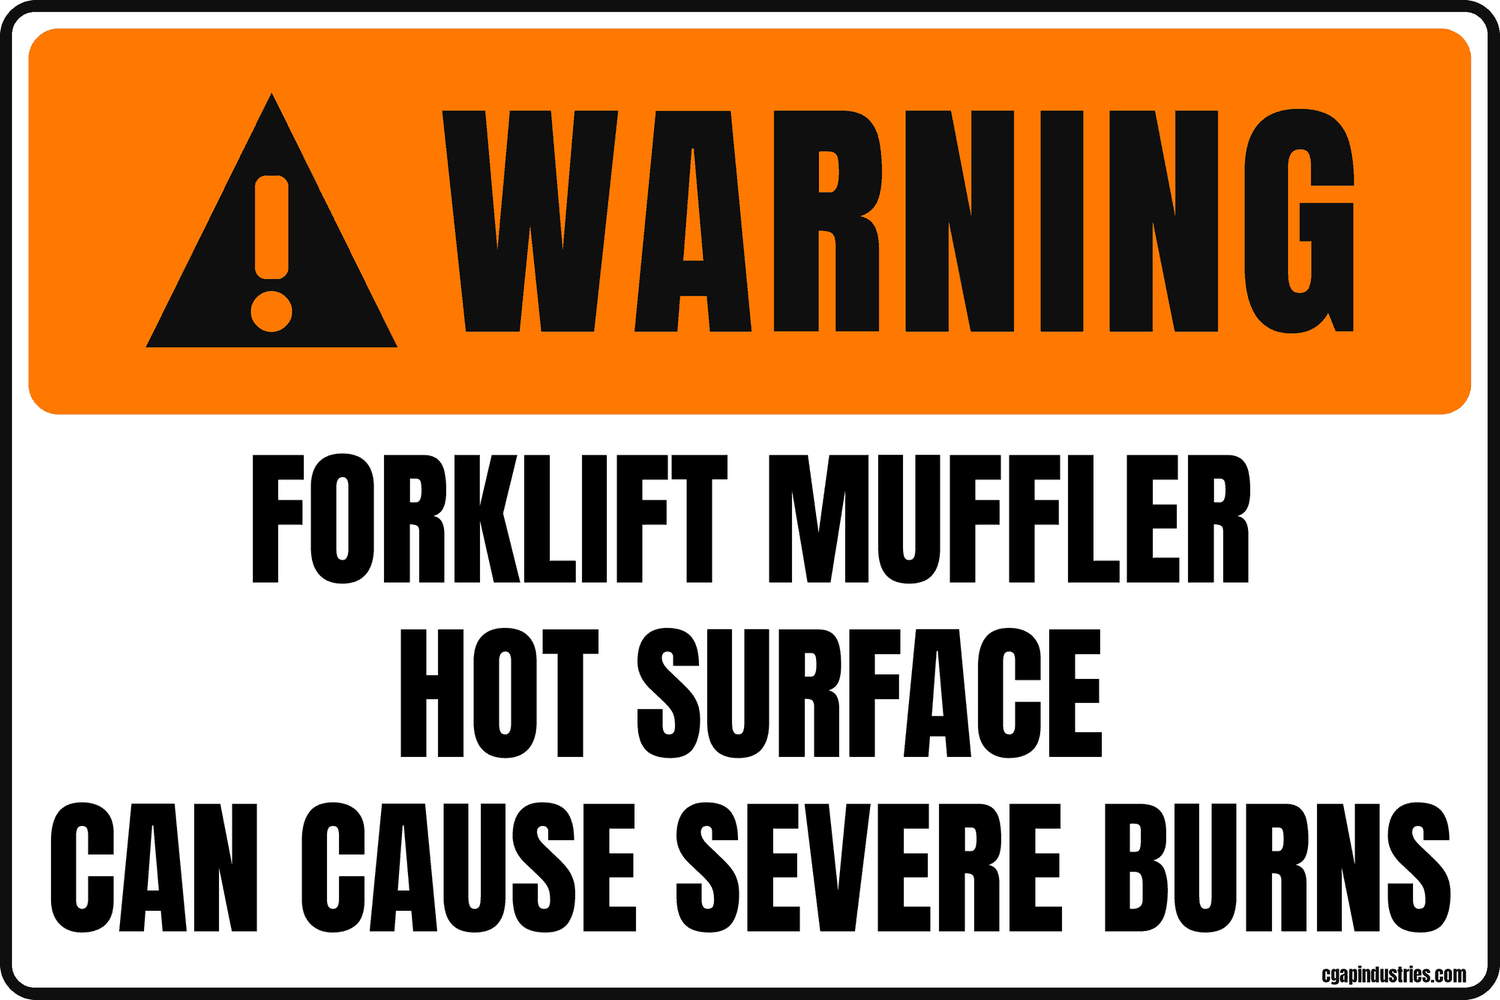 WARNING
FORKLIFT MUFFLER
HOT SURFACE
CAN CAUSE SEVERE BURNS
cgapindustries.com